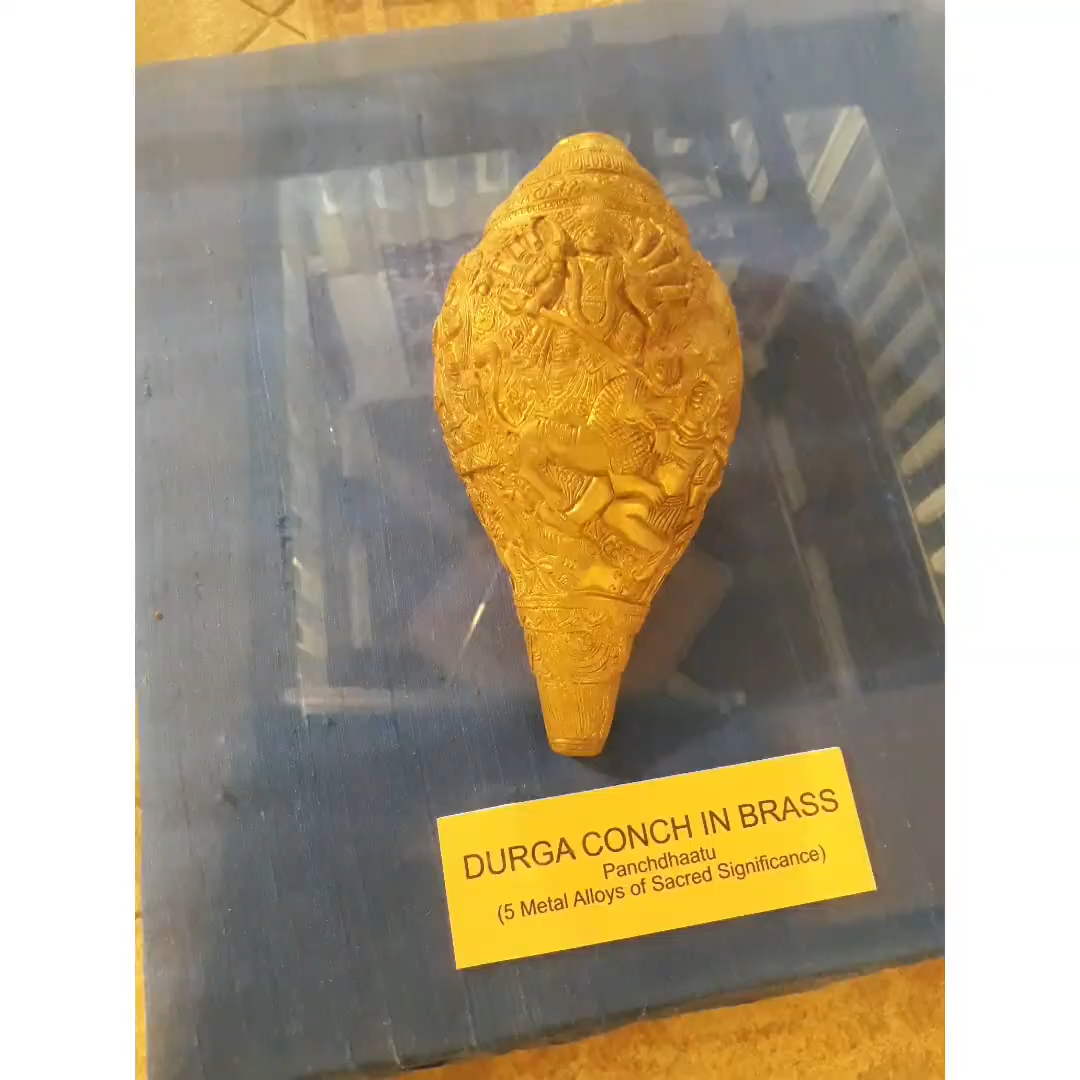 DURGA CONCH IN BRASS
Panchdhaatu
(5 Metal Alloys of Sacred Significance)